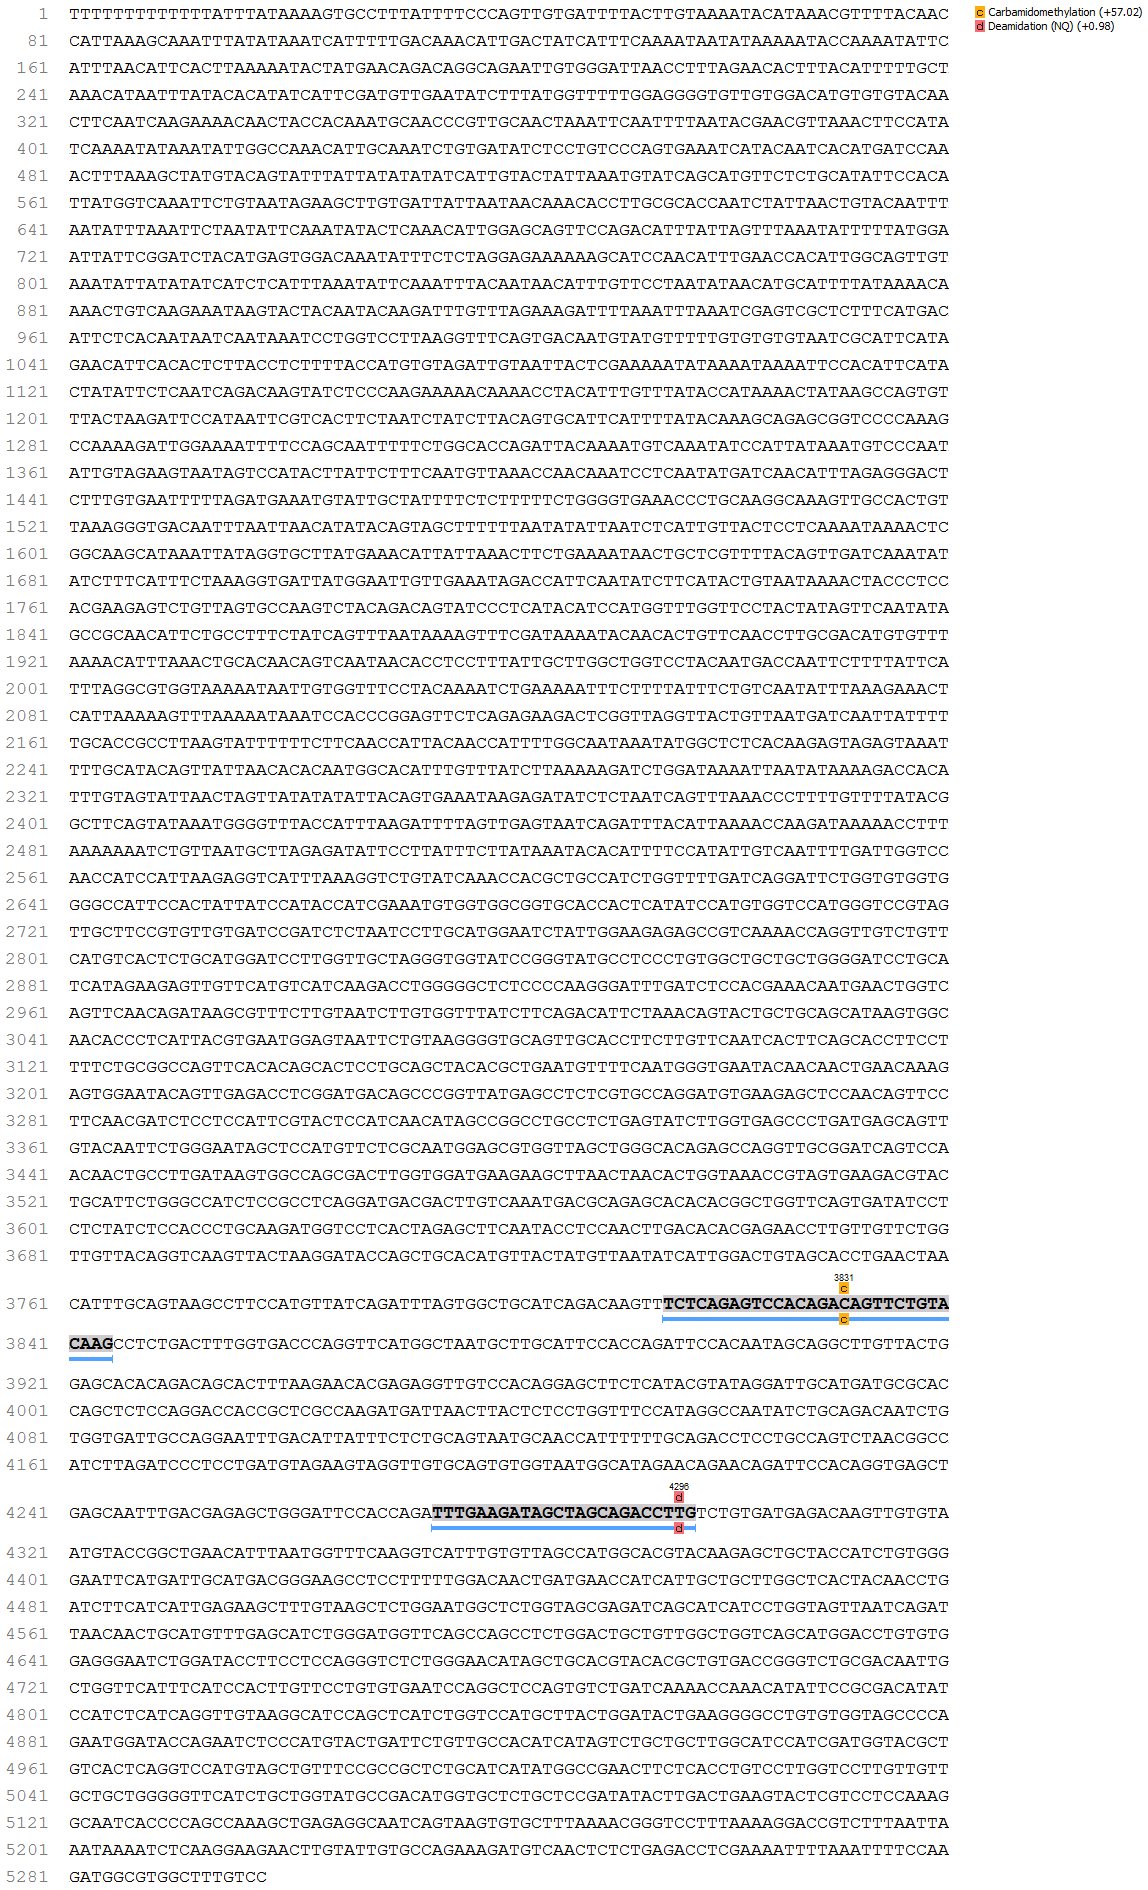 1 TTTTTTTTTTTTTTATTTATAAAAGTGCCTTTATTTTCCCAGTTGTGATTTTACTTGTAAAATACATAAACGTTTTACAAC
c Carbamidomethylation (+57.02)
d Deamidation (NQ) (+0.98)
81 CATTAAAGCAAATTTATATAAATCATTTTTGACAAACATTGACTATCATTTCAAAATAATATAAAAATACCAAAATATTC
161 ATTTAACATTCACTTAAAAATACTATGAACAGACAGGCAGAATTGTGGGATTAACCTTTAGAACACTTTACATTTTTGCT
241 AAACATAATTTATACACATATCATTCGATGTTGAATATCTTTATGGTTTTTGGAGGGGTGTTGTGGACATGTGTGTACAA
321 CTTCAATCAAGAAAACAACTACCACAAATGCAACCCGTTGCAACTAAATTCAATTTTAATACGAACGTTAAACTTCCATA
401 TCAAAATATAAATATTGGCCAAACATTGCAAATCTGTGATATCTCCTGTCCCAGTGAAATCATACAATCACATGATCCAA
481 ACTTTAAAGCTATGTACAGTATTTATTATATATATCATTGTACTATTAAATGTATCAGCATGTTCTCTGCATATTCCACA
561 TTATGGTCAAATTCTGTAATAGAAGCTTGTGATTATTAATAACAAACACCTTGCGCACCAATCTATTAACTGTACAATTT
641 AATATTTAAATTCTAATATTCAAATATACTCAAACATTGGAGCAGTTCCAGACATTTATTAGTTTAAATATTTTTATGGA
721 ATTATTCGGATCTACATGAGTGGACAAATATTTCTCTAGGAGAAAAAAGCATCCAACATTTGAACCACATTGGCAGTTGT
801 AAATATTATATATCATCTCATTTAAATATTCAAATTTACAATAACATTTGTTCCTAATATAACATGCATTTTATAAAACA
881 AAACTGTCAAGAAATAAGTACTACAATACAAGATTTGTTTAGAAAGATTTTAAATTTAAATCGAGTCGCTCTTTCATGAC
961 ATTCTCACAATAATCAATAAATCCTGGTCCTTAAGGTTTCAGTGACAATGTATGTTTTTGTGTGTGTAATCGCATTCATA
1041 GAACATTCACACTCTTACCTCTTTTACCATGTGTAGATTGTAATTACTCGAAAAATATAAAATAAAATTCCACATTCATA
1121 CTATATTCTCAATCAGACAAGTATCTCCCAAGAAAAACAAAACCTACATTTGTTTATACCATAAAACTATAAGCCAGTGT
1201 TTACTAAGATTCCATAATTCGTCACTTCTAATCTATCTTACAGTGCATTCATTTTATACAAAGCAGAGCGGTCCCCAAAG
1281 CCAAAAGATTGGAAAATTTTCCAGCAATTTTTCTGGCACCAGATTACAAAATGTCAAATATCCATTATAAATGTCCCAAT
1361 ATTGTAGAAGTAATAGTCCATACTTATTCTTTCAATGTTAAACCAACAAATCCTCAATATGATCAACATTTAGAGGGACT
1441 CTTTGTGAATTTTTAGATGAAATGTATTGCTATTTTCTCTTTTTCTGGGGTGAAACCCTGCAAGGCAAAGTTGCCACTGT
1521 TAAAGGGTGACAATTTAATTAACATATACAGTAGCTTTTTTAATATATTAATCTCATTGTTACTCCTCAAAATAAAACTC
1601 GGCAAGCATAAATTATAGGTGCTTATGAAACATTATTAAACTTCTGAAAATAACTGCTCGTTTTACAGTTGATCAAATAT
1681 ATCTTTCATTTCTAAAGGTGATTATGGAATTGTTGAAATAGACCATTCAATATCTTCATACTGTAATAAAACTACCCTCC
1761 ACGAAGAGTCTGTTAGTGCCAAGTCTACAGACAGTATCCCTCATACATCCATGGTTTGGTTCCTACTATAGTTCAATATA
1841 GCCGCAACATTCTGCCTTTCTATCAGTTTAATAAAAGTTTCGATAAAATACAACACTGTTCAACCTTGCGACATGTGTTT
1921 AAAACATTTAAACTGCACAACAGTCAATAACACCTCCTTTATTGCTTGGCTGGTCCTACAATGACCAATTCTTTTATTCA
2001 TTTAGGCGTGGTAAAAATAATTGTGGTTTCCTACAAAATCTGAAAAATTTCTTTTATTTCTGTCAATATTTAAAGAAACT
2081 CATTAAAAAGTTTAAAAATAAATCCACCCGGAGTTCTCAGAGAAGACTCGGTTAGGTTACTGTTAATGATCAATTATTTT
2161 TGCACCGCCTTAAGTATTTTTTCTTCAACCATTACAACCATTTTGGCAATAAATATGGCTCTCACAAGAGTAGAGTAAAT
2241 TTTGCATACAGTTATTAACACACAATGGCACATTTGTTTATCTTAAAAAGATCTGGATAAAATTAATATAAAAGACCACA
2321 TTTGTAGTATTAACTAGTTATATATATTACAGTGAAATAAGAGATATCTCTAATCAGTTTAAACCCTTTTGTTTTATACG
2401 GCTTCAGTATAAATGGGGTTTACCATTTAAGATTTTAGTTGAGTAATCAGATTTACATTAAAACCAAGATAAAAACCTTT
2481 AAAAAAATCTGTTAATGCTTAGAGATATTCCTTATTTCTTATAAATACACATTTTCCATATTGTCAATTTTGATTGGTCC
2561 AACCATCCATTAAGAGGTCATTTAAAGGTCTGTATCAAACCACGCTGCCATCTGGTTTTGATCAGGATTCTGGTGTGGTG
2641 GGGCCATTCCACTATTATCCATACCATCGAAATGTGGTGGCGGTGCACCACTCATATCCATGTGGTCCATGGGTCCGTAG
2721 TTGCTTCCGTGTTGTGATCCGATCTCTAATCCTTGCATGGAATCTATTGGAAGAGAGCCGTCAAAACCAGGTTGTCTGTT
2801 CATGTCACTCTGCATGGATCCTTGGTTGCTAGGGTGGTATCCGGGTATGCCTCCCTGTGGCTGCTGCTGGGGATCCTGCA
2881 TCATAGAAGAGTTGTTCATGTCATCAAGACCTGGGGGCTCTCCCCAAGGGATTTGATCTCCACGAAACAATGAACTGGTC
2961 AGTTCAACAGATAAGCGTTTCTTGTAATCTTGTGGTTTATCTTCAGACATTCTAAACAGTACTGCTGCAGCATAAGTGGC
3041 AACACCCTCATTACGTGAATGGAGTAATTCTGTAAGGGGTGCAGTTGCACCTTCTTGTTCAATCACTTCAGCACCTTCCT
3121 TTTCTGCGGCCAGTTCACACAGCACTCCTGCAGCTACACGCTGAATGTTTTCAATGGGTGAATACAACAACTGAACAAAG
3201 AGTGGAATACAGTTGAGACCTCGGATGACAGCCCGGTTATGAGCCTCTCGTGCCAGGATGTGAAGAGCTCCAACAGTTCC
3281 TTCAACGATCTCCTCCATTCGTACTCCATCAACATAGCCGGCCTGCCTCTGAGTATCTTGGTGAGCCCTGATGAGCAGTT
3361 GTACAATTCTGGGAATAGCTCCATGTTCTCGCAATGGAGCGTGGTTAGCTGGGCACAGAGCCAGGTTGCGGATCAGTCCA
3441 ACAACTGCCTTGATAAGTGGCCAGCGACTTGGTGGATGAAGAAGCTTAACTAACACTGGTAAACCGTAGTGAAGACGTAC
3521 TGCATTCTGGGCCATCTCCGCCTCAGGATGACGACTTGTCAAATGACGCAGAGCACACACGGCTGGTTCAGTGATATCCT
3601 CTCTATCTCCACCCTGCAAGATGGTCCTCACTAGAGCTTCAATACCTCCAACTTGACACACGAGAACCTTGTTGTTCTGG
3681 TTGTTACAGGTCAAGTTACTAAGGATACCAGCTGCACATGTTACTATGTTAATATCATTGGACTGTAGCACCTGAACTAA
3831
c
3761 CATTTGCAGTAAGCCTTCCATGTTATCAGATTTAGTGGCTGCATCAGACAAGTTTCTCAGAGTCCACAGACAGTTCTGTA
c
3841 CAAGCCTCTGACTTTGGTGACCCAGGTTCATGGCTAATGCTTGCATTCCACCAGATTCCACAATAGCAGGCTTGTTACTG
3921 GAGCACACAGACAGCACTTTAAGAACACGAGAGGTTGTCCACAGGAGCTTCTCATACGTATAGGATTGCATGATGCGCAC
4001 CAGCTCTCCAGGACCACCGCTCGCCAAGATGATTAACTTACTCTCCTGGTTTCCATAGGCCAATATCTGCAGACAATCTG
4081 TGGTGATTGCCAGGAATTTGACATTATTTCTCTGCAGTAATGCAACCATTTTTTGCAGACCTCCTGCCAGTCTAACGGCC
4161 ATCTTAGATCCCTCCTGATGTAGAAGTAGGTTGTGCAGTGTGGTAATGGCATAGAACAGAACAGATTCCACAGGTGAGCT
4296
d
4241 GAGCAATTTGACGAGAGCTGGGATTCCACCAGATTTGAAGATAGCTAGCAGACCTTGTCTGTGATGAGACAAGTTGTGTA
d
4321 ATGTACCGGCTGAACATTTAATGGTTTCAAGGTCATTTGTGTTAGCCATGGCACGTACAAGAGCTGCTACCATCTGTGGG
4401 GAATTCATGATTGCATGACGGGAAGCCTCCTTTTTGGACAACTGATGAACCATCATTGCTGCTTGGCTCACTACAACCTG
4481 ATCTTCATCATTGAGAAGCTTTGTAAGCTCTGGAATGGCTCTGGTAGCGAGATCAGCATCATCCTGGTAGTTAATCAGAT
4561 TAACAACTGCATGTTTGAGCATCTGGGATGGTTCAGCCAGCCTCTGGACTGCTGTTGGCTGGTCAGCATGGACCTGTGTG
4641 GAGGGAATCTGGATACCTTCCTCCAGGGTCTCTGGGAACATAGCTGCACGTACACGCTGTGACCGGGTCTGCGACAATTG
4721 CTGGTTCATTTCATCCACTTGTTCCTGTGTGAATCCAGGCTCCAGTGTCTGATCAAAACCAAACATATTCCGCGACATAT
4801 CCATCTCATCAGGTTGTAAGGCATCCAGCTCATCTGGTCCATGCTTACTGGATACTGAAGGGGCCTGTGTGGTAGCCCCA
4881 GAATGGATACCAGAATCTCCCATGTACTGATTCTGTTGCCACATCATAGTCTGCTGCTTGGCATCCATCGATGGTACGCT
4961 GTCACTCAGGTCCATGTAGCTGTTTCCGCCGCTCTGCATCATATGGCCGAACTTCTCACCTGTCCTTGGTCCTTGTTGTT
5041 GCTGCTGGGGGTTCATCTGCTGGTATGCCGACATGGTGCTCTGCTCCGATATACTTGACTGAAGTACTCGTCCTCCAAAG
5121 GCAATCACCCCAGCCAAAGCTGAGAGGCAATCAGTAAGTGTGCTTTAAAACGGGTCCTTTAAAAGGACCGTCTTTAATTA
5201 AATAAAATCTCAAGGAAGAACTTGTATTGTGCCAGAAAGATGTCAACTCTCTGAGACCTCGAAAATTTTAAATTTTCCAA
5281 GATGGCGTGGCTTTGTCC